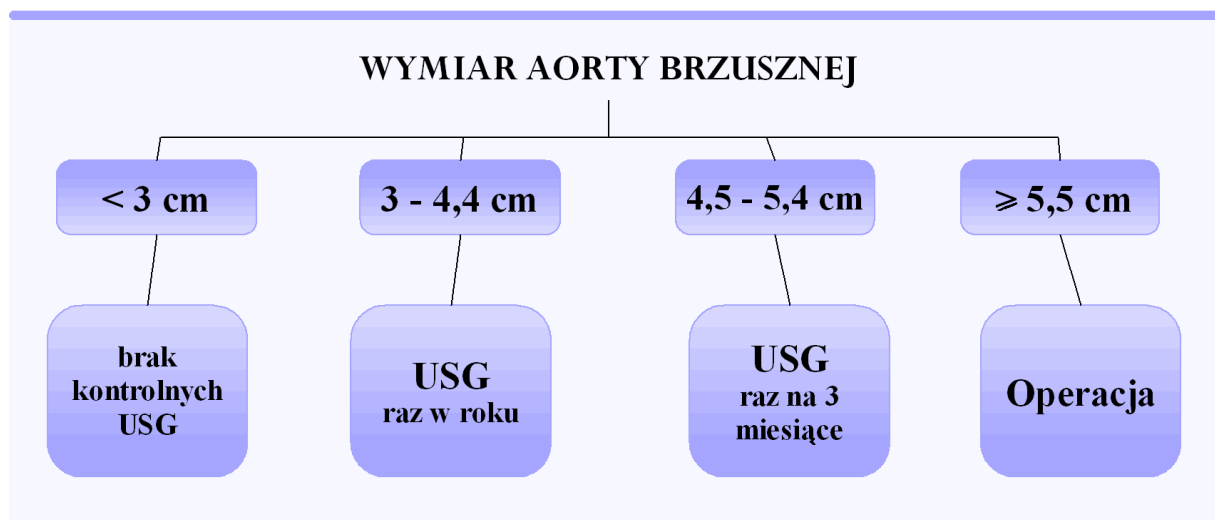 WYMIAR AORTY BRZUSZNEJ
< 3 cm
3 - 4,4 cm
4,5 - 5,4 cm
⩾ 5,5 cm
brak
kontrolnych
USG
USG
raz w roku
USG
raz na 3
miesiące
Operacja